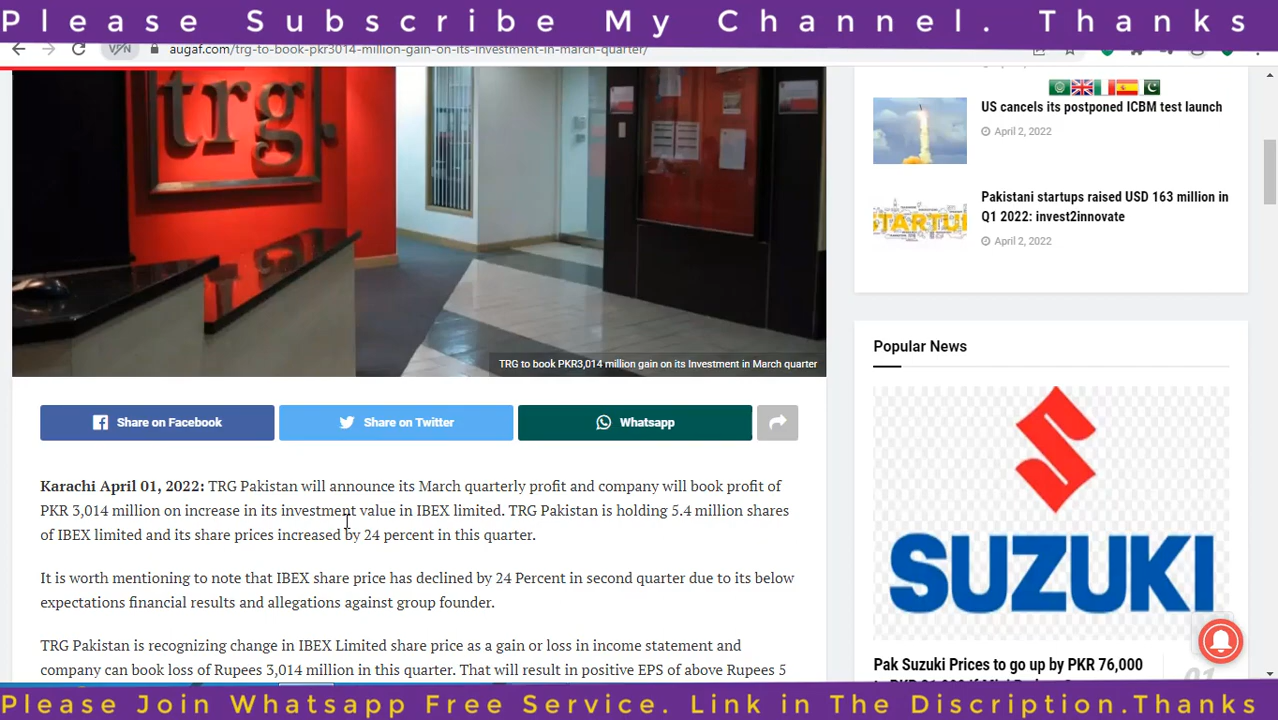 Please Subscribe My Channel. Thanks
augaf.com/trg-to-book-pkr3014-million-gain-on-its-investment-in-march-quarter/
trg.
TRG to book PKR3,014 million gain on its Investment in March quarter
Share on Facebook
Share on Twitter
Whatsapp
Karachi April 01, 2022: TRG Pakistan will announce its March quarterly profit and company will book profit of
PKR 3,014 million on increase in its investment value in IBEX limited. TRG Pakistan is holding 5.4 million shares
of IBEX limited and its share prices increased by 24 percent in this quarter.
It is worth mentioning to note that IBEX share price has declined by 24 Percent in second quarter due to its below
expectations financial results and allegations against group founder.
TRG Pakistan is recognizing change in IBEX Limited share price as a gain or loss in income statement and
company can book loss of Rupees 3,014 million in this quarter. That will result in positive EPS of above Rupees 5
US cancels its postponed ICBM test launch
April 2, 2022
STARTUP
Pakistani startups raised USD 163 million in
Q1 2022: invest2innovate
April 2, 2022
Popular News
SUZUKI
Pak Suzuki Prices to go up by PKR 76,000
01
Please Join Whatsapp Free Service. Link in The Discription.Thanks